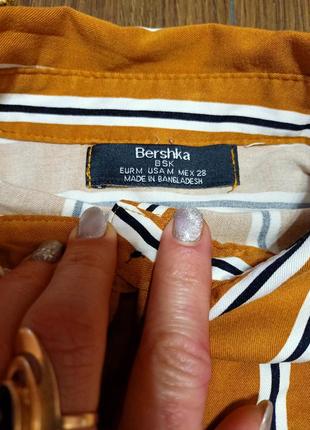 Bershka
BSK
EUR M USA M MEX 28
MADE IN BANGLADESH